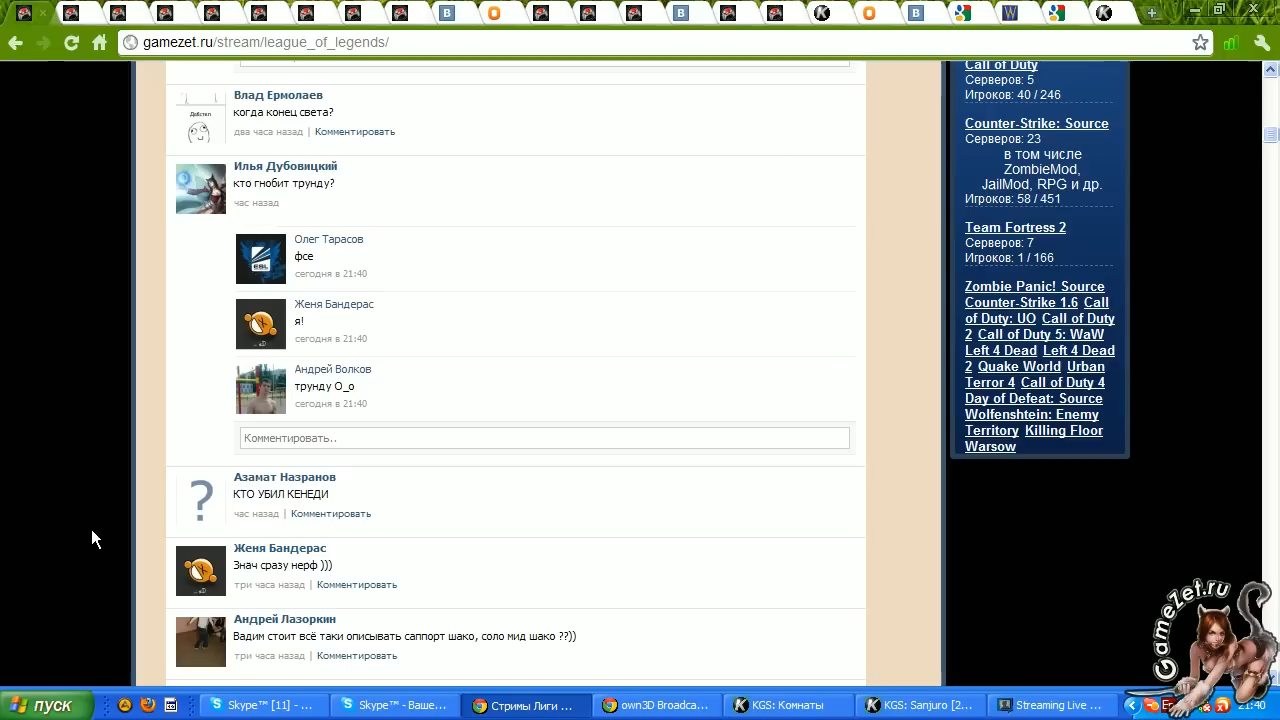 gamezet.ru/stream/league_of_legends/
Влад Ермолаев
когда конец света?
два часа назад | Комментировать
Илья Дубовицкий
кто гнобит трунду?
час назад
Олег Тарасов
фсе
сегодня в 21:40
Женя Бандерас
я!
сегодня в 21:40
Андрей Волков
трунду О_о
сегодня в 21:40
Комментировать..
Азамат Назранов
КТО УБИЛ КЕНЕДИ
час назад | Комментировать
Женя Бандерас
Знач сразу нерф )))
три часа назад | Комментировать
Андрей Лазоркин
Вадим стоит всё таки описывать саппорт шако, соло мид шако ??))
три часа назад | Комментировать
Call of Duty
Серверов: 5
Игроков: 40 / 246
Counter-Strike: Source
Серверов: 23
в том числе
ZombieMod,
JailMod, RPG и др.
Игроков: 58 / 451
Team Fortress 2
Серверов: 7
Игроков: 1 / 166
Zombie Panic! Source
Counter-Strike 1.6 Call
of Duty: UO Call of Duty
2 Call of Duty 5: WaW
Left 4 Dead Left 4 Dead
2 Quake World Urban
Terror 4 Call of Duty 4
Day of Defeat: Source
Wolfenshtein: Enemy
Territory Killing Floor
Warsow
GameZet.ru
пуск
Skype™ [11] - ...
Skype™ - Ваше...
Стримы Лиги ...
own3D Broadca...
KGS: Комнаты
KGS: Sanjuro [2...
Streaming Live ...
21:40